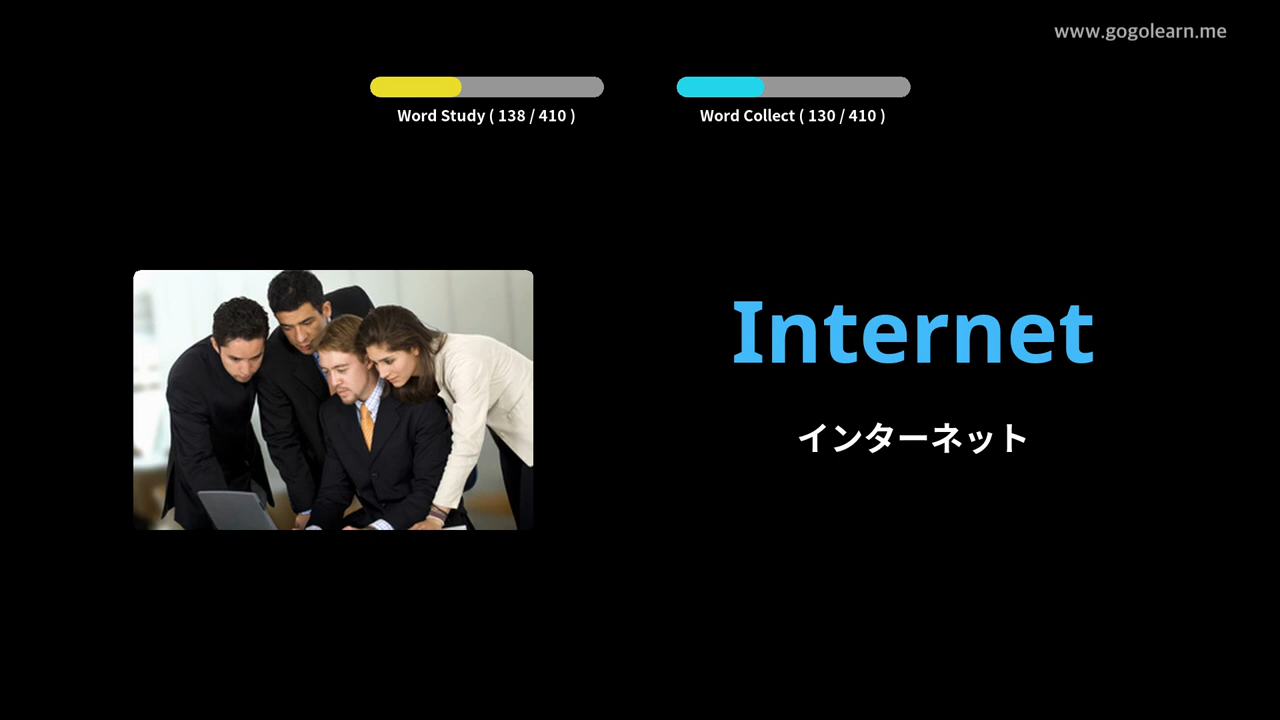 www.gogolearn.me
Word Study ( 138 / 410 )
Word Collect ( 130 / 410 )
Internet
インターネット